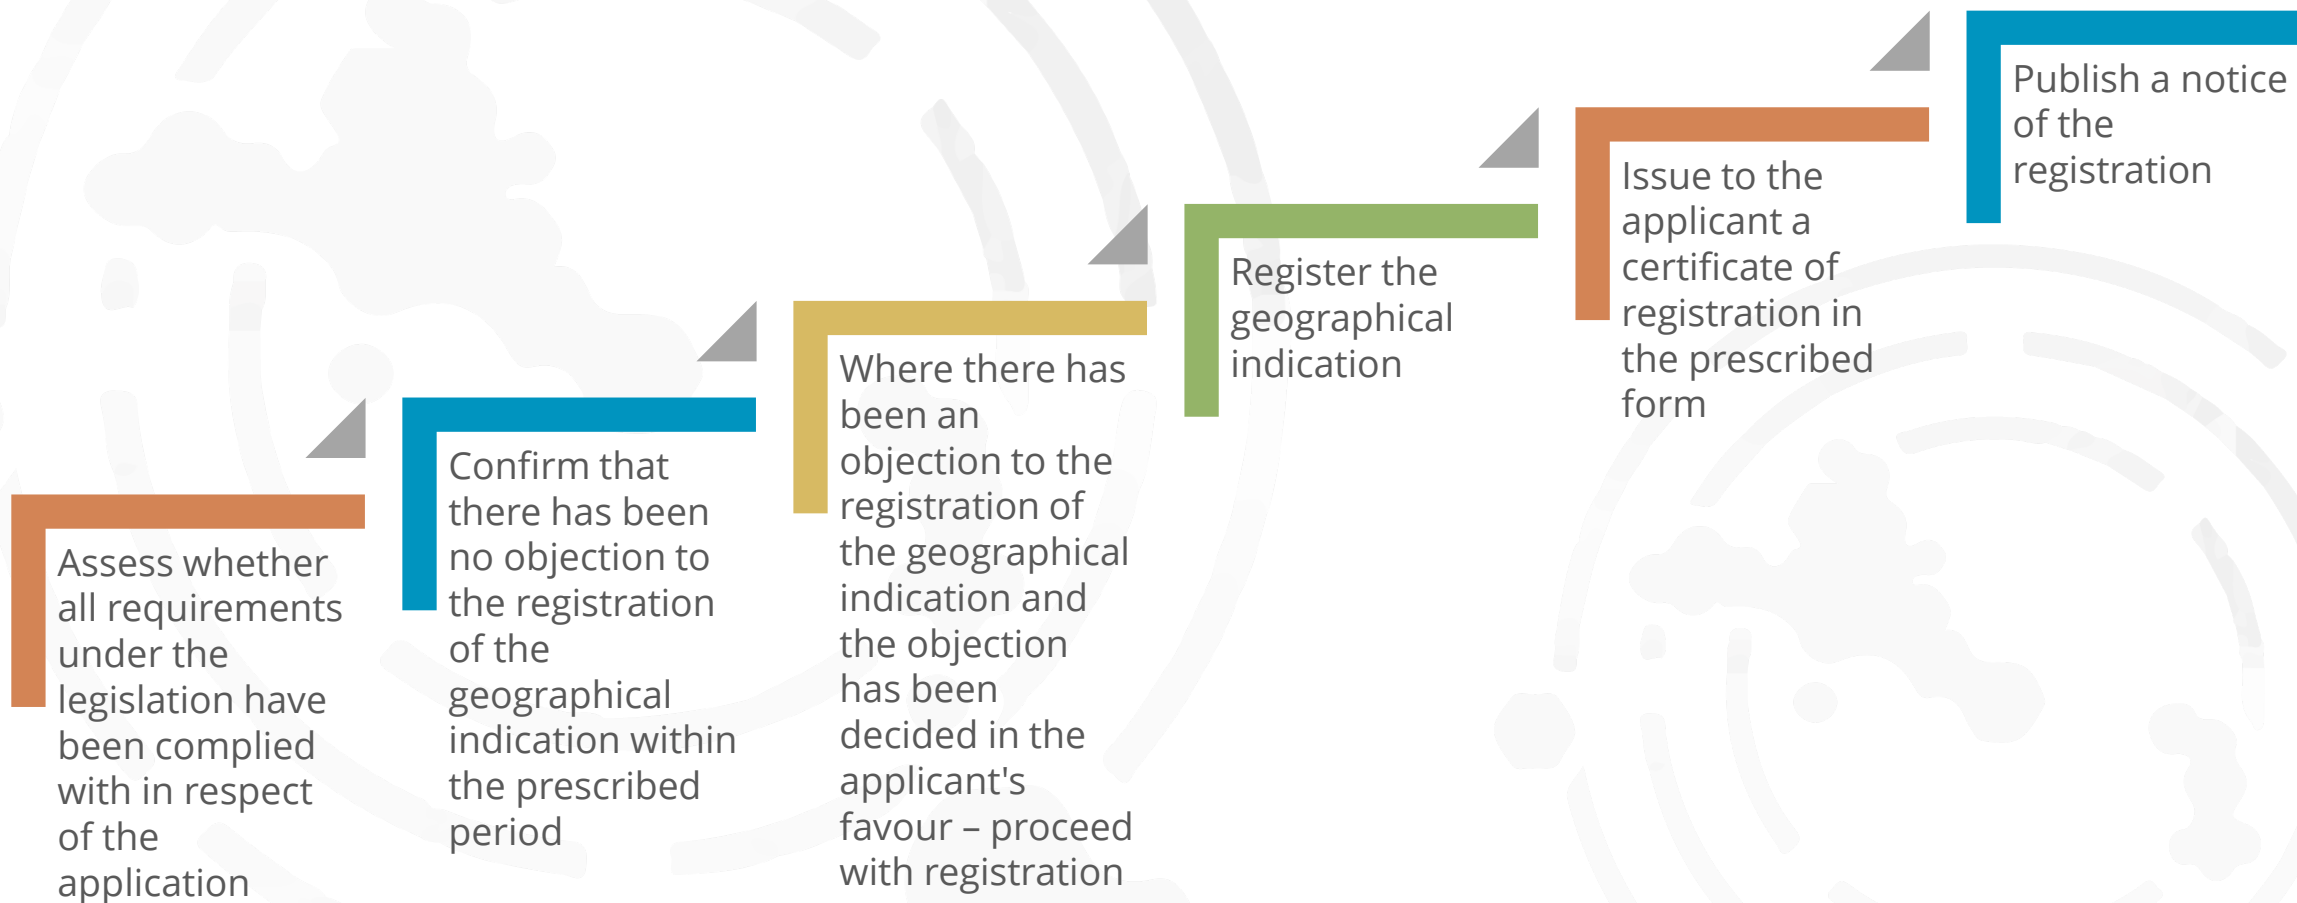 Assess whether
all requirements
under the
legislation have
been complied
with in respect
of the
application
Confirm that
there has been
no objection to
the registration
of the
geographical
indication within
the prescribed
period
Where there has
been an
objection to the
registration of
the geographical
indication and
the objection
has been
decided in the
applicant's
favour – proceed
with registration
Register the
geographical
indication
Issue to the
applicant a
certificate of
registration in
the prescribed
form
Publish a notice
of the
registration